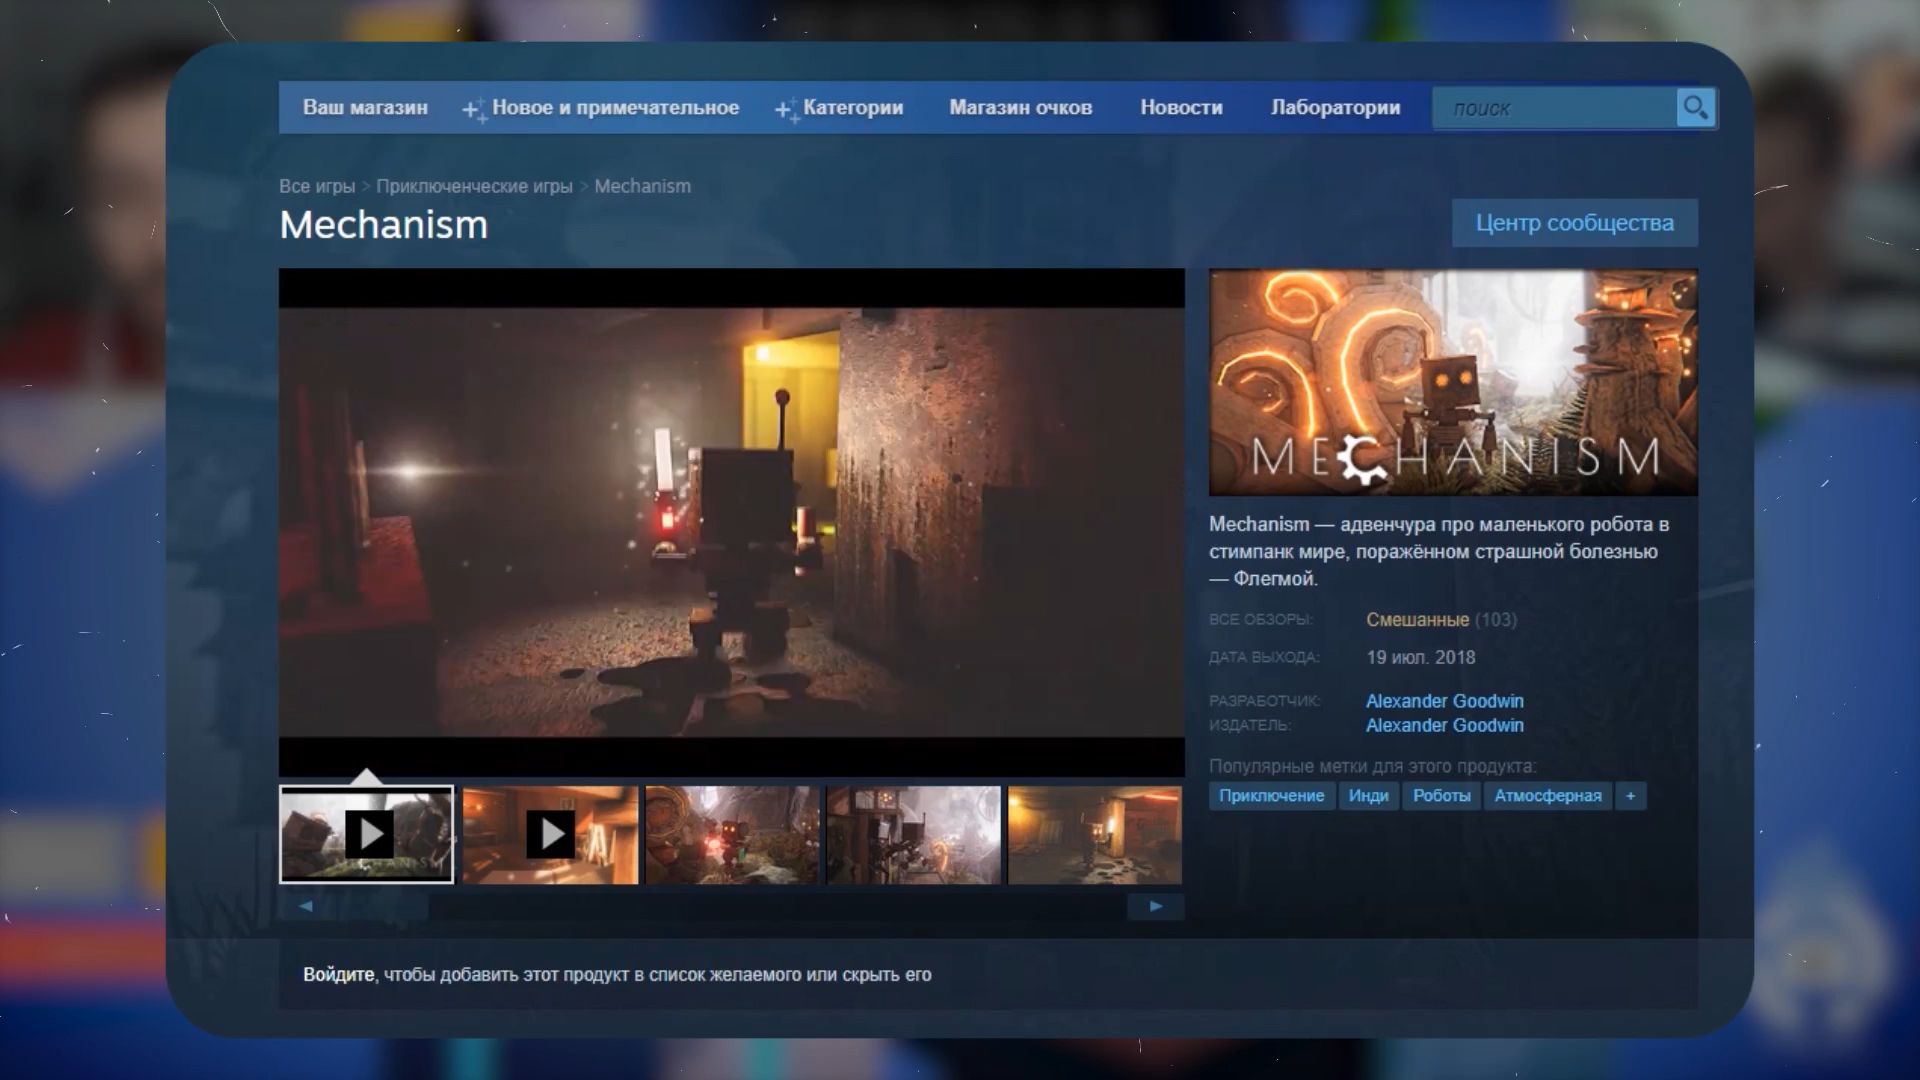 Ваш магазин Новое и примечательное Категории Магазин очков Новости Лаборатории поиск
Все игры > Приключенческие игры > Mechanism
Mechanism
Центр сообщества
MECHANISM
Mechanism — адвенчура про маленького робота в
стимпанк мире, поражённом страшной болезнью
— Флегмой.
ВСЕ ОБЗОРЫ: Смешанные (103)
ДАТА ВЫХОДА: 19 июл. 2018
РАЗРАБОТЧИК: Alexander Goodwin
ИЗДАТЕЛЬ: Alexander Goodwin
Популярные метки для этого продукта:
Приключение Инди Роботы Атмосферная +
MECHANISM
Войдите, чтобы добавить этот продукт в список желаемого или скрыть его